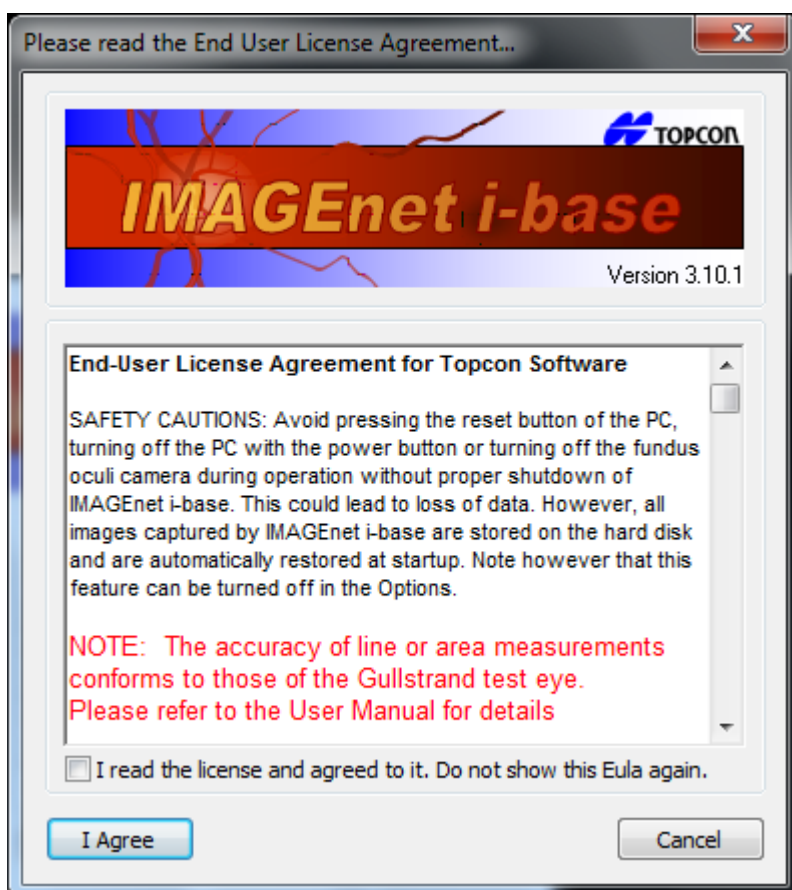 Please read the End User License Agreement...
TOPCON
IMAGEnet i-base
Version 3.10.1
End-User License Agreement for Topcon Software
SAFETY CAUTIONS: Avoid pressing the reset button of the PC,
turning off the PC with the power button or turning off the fundus
oculi camera during operation without proper shutdown of
IMAGEnet i-base. This could lead to loss of data. However, all
images captured by IMAGEnet i-base are stored on the hard disk
and are automatically restored at startup. Note however that this
feature can be turned off in the Options.
NOTE: The accuracy of line or area measurements
conforms to those of the Gullstrand test eye.
Please refer to the User Manual for details
I read the license and agreed to it. Do not show this Eula again.
I Agree
Cancel